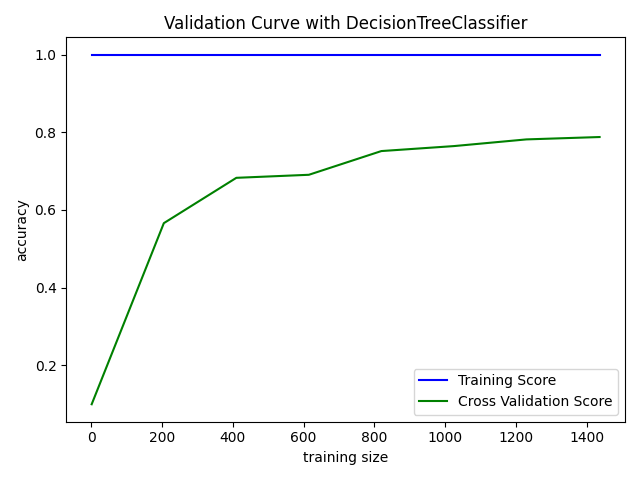 Validation Curve with DecisionTreeClassifier
1.0
0.8
0.6
0.4
0.2
accuracy
Training Score
Cross Validation Score
0 200 400 600 800 1000 1200 1400
training size